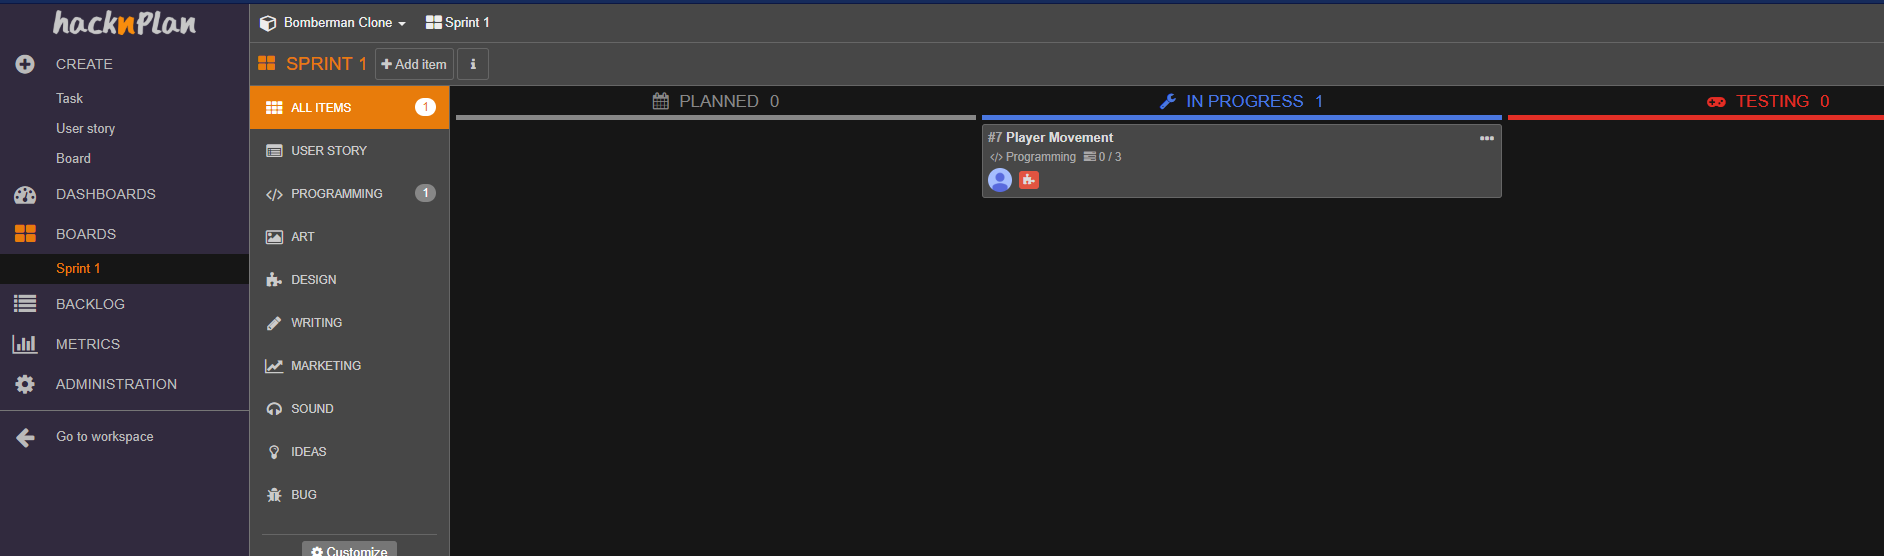 hacknPlan
CREATE
Task
User story
Board
DASHBOARDS
BOARDS
Sprint 1
BACKLOG
METRICS
ADMINISTRATION
Go to workspace
Bomberman Clone
Sprint 1
SPRINT 1
Add item
ALL ITEMS 1
USER STORY
PROGRAMMING 1
ART
DESIGN
WRITING
MARKETING
SOUND
IDEAS
BUG
Customize
PLANNED 0
IN PROGRESS 1
#7 Player Movement
Programming 0 / 3
TESTING 0